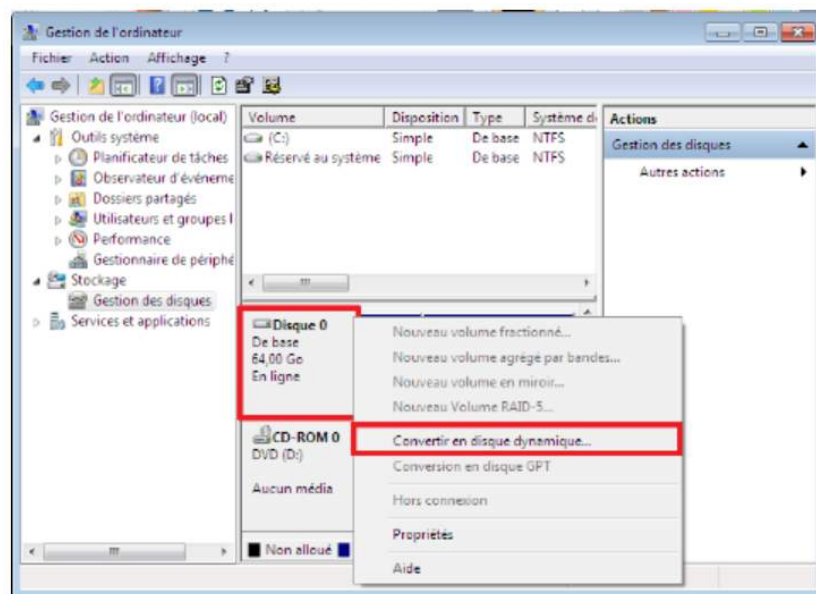 Gestion de l'ordinateur
Fichier Action Affichage ?
Gestion de l'ordinateur (local)
Outils système
Planificateur de tâches
Observateur d'événeme
Dossiers partagés
Utilisateurs et groupes l
Performance
Gestionnaire de périphé
Stockage
Gestion des disques
Services et applications
Volume Disposition Type Système d
(C:) Simple De base NTFS
Réservé au système Simple De base NTFS
Actions
Gestion des disques
Autres actions
Disque 0
De base
64,00 Go
En ligne
CD-ROM 0
DVD (D:)
Aucun média
Non alloué
Nouveau volume fractionné...
Nouveau volume agrégé par bandes...
Nouveau volume en miroir...
Nouveau Volume RAID-5...
Convertir en disque dynamique...
Conversion en disque GPT
Hors connexion
Propriétés
Aide